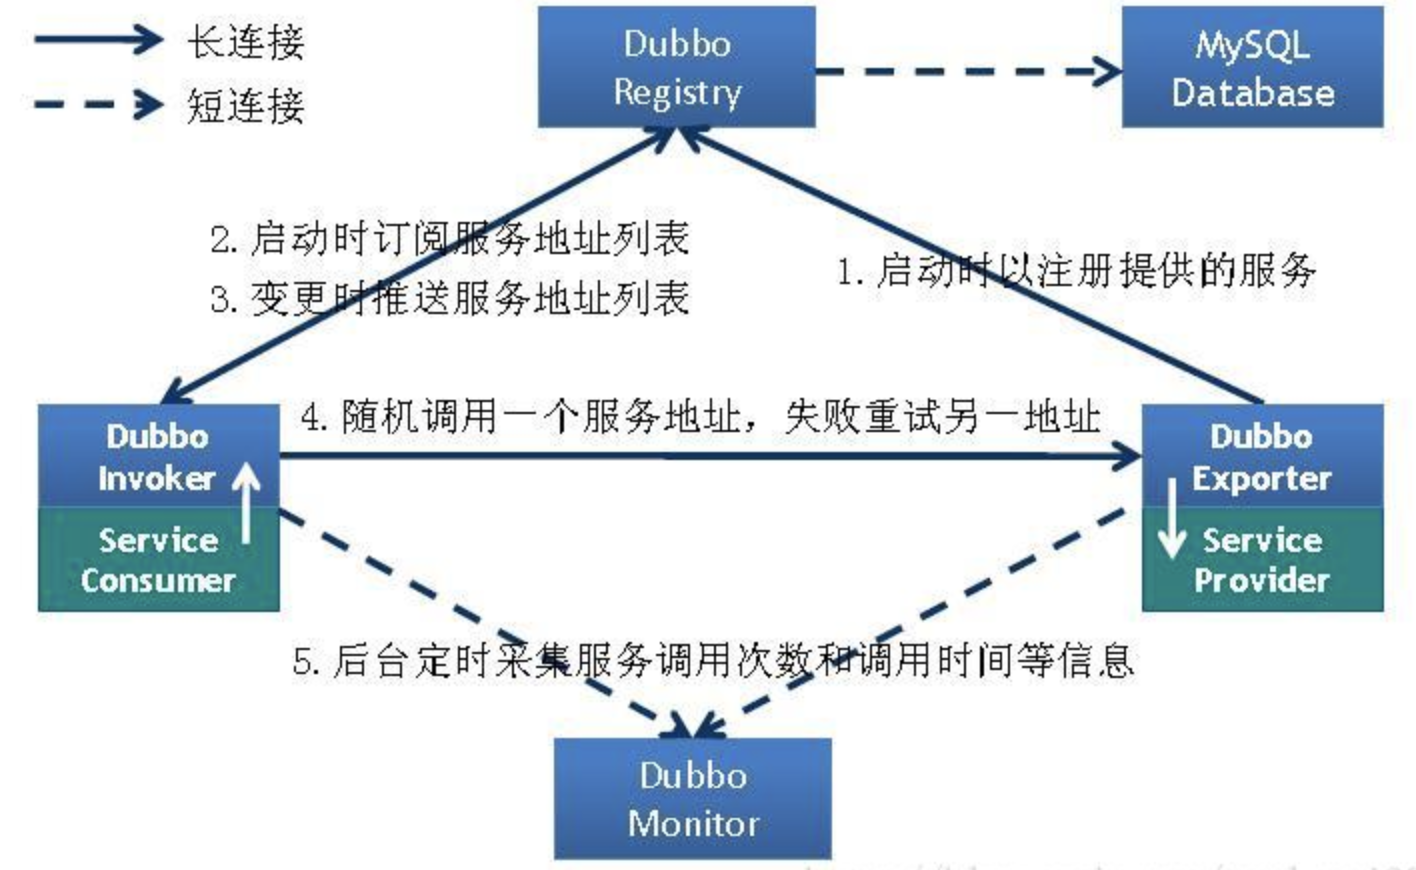 长连接
短连接
Dubbo
Registry
MySQL
Database
2.启动时订阅服务地址列表
3.变更时推送服务地址列表
1.启动时以注册提供的服务
4.随机调用一个服务地址，失败重试另一地址
Dubbo
Invoker
Service
Consumer
Dubbo
Exporter
Service
Provider
5.后台定时采集服务调用次数和调用时间等信息
Dubbo
Monitor